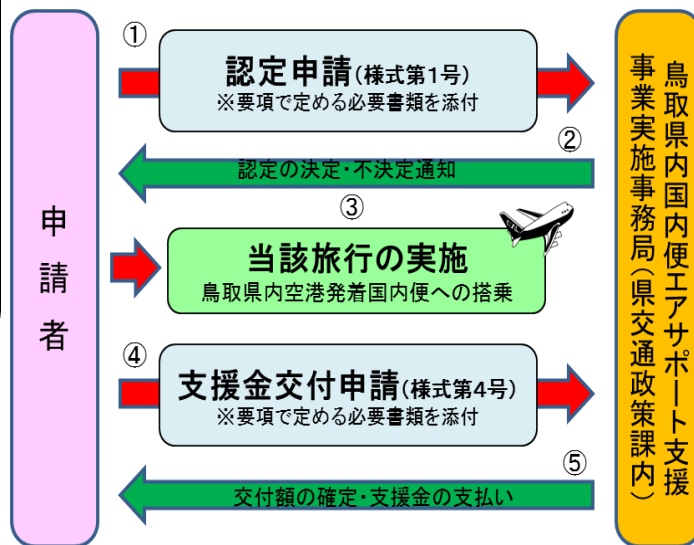 申請者
①
認定申請(様式第1号)
※要項で定める必要書類を添付
②
認定の決定・不決定通知
③
当該旅行の実施
鳥取県内空港発着国内便への搭乗
④
支援金交付申請(様式第4号)
※要項で定める必要書類を添付
⑤
交付額の確定・支援金の支払い
鳥取県内国内便エアサポート支援
事業実施事務局(県交通政策課内)